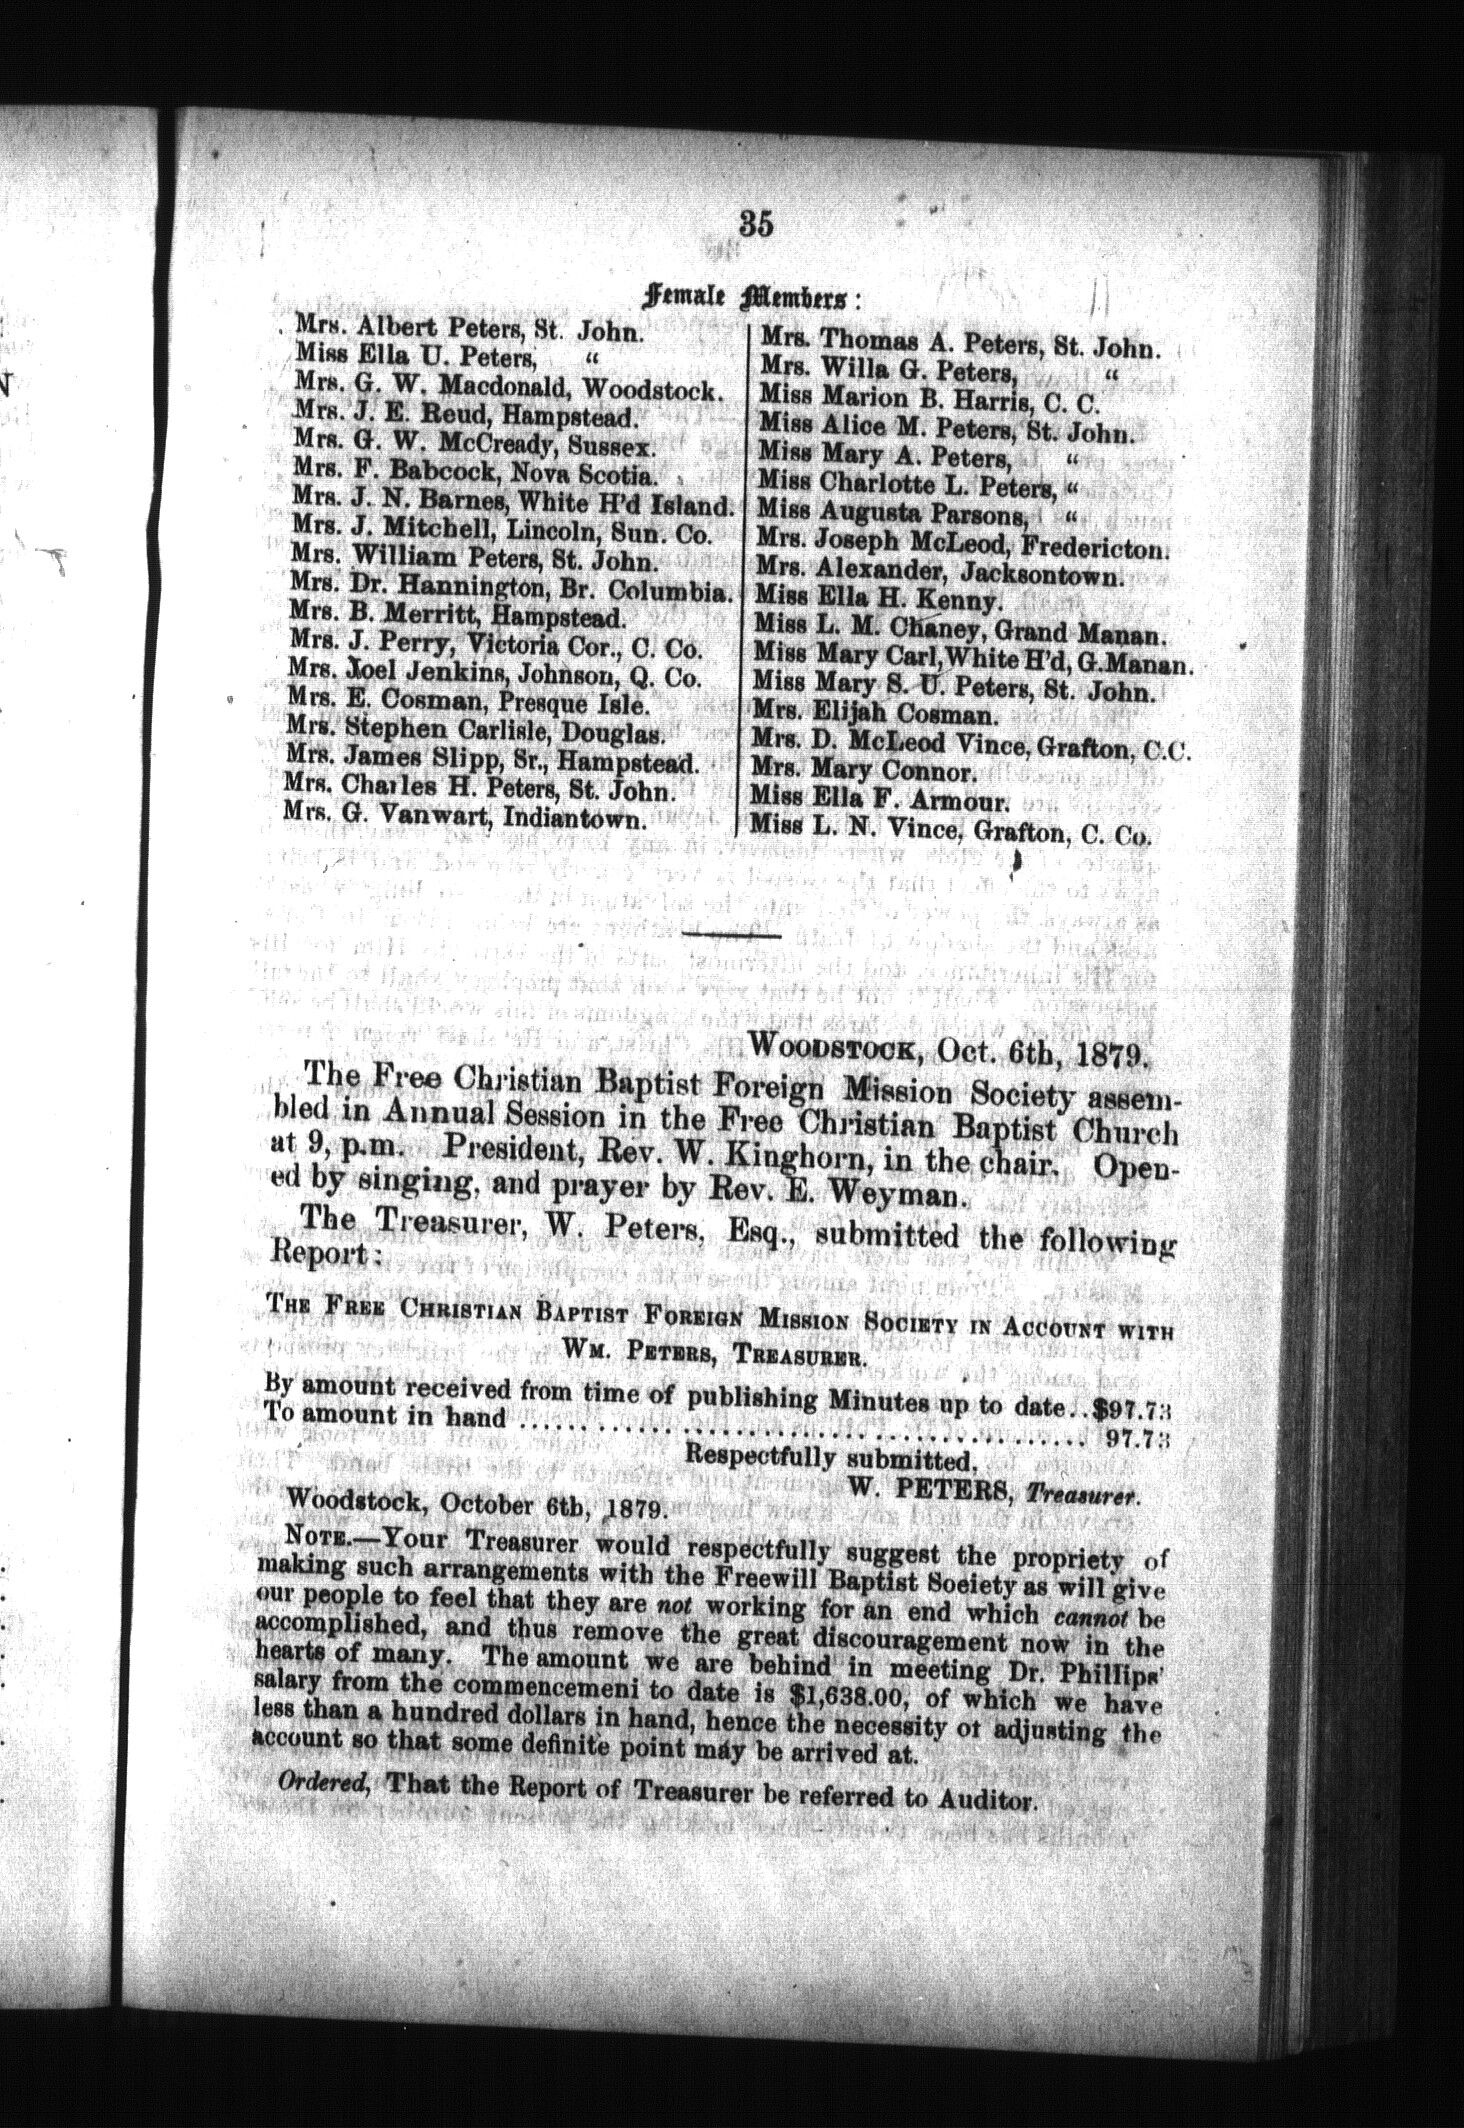 35
Female Members:
Mrs. Albert Peters, St. John.
Miss Ella U. Peters, "
Mrs. G. W. Macdonald, Woodstock.
Mrs. J. E. Reud, Hampstead.
Mrs. G. W. McCready, Sussex.
Mrs. F. Babcock, Nova Scotia.
Mrs. J. N. Barnes, White H'd Island.
Mrs. J. Mitchell, Lincoln, Sun. Co.
Mrs. William Peters, St. John.
Mrs. Dr. Hannington, Br. Columbia.
Mrs. B. Merritt, Hampstead.
Mrs. J. Perry, Victoria Cor., C. Co.
Mrs. Joel Jenkins, Johnson, Q. Co.
Mrs. E. Cosman, Presque Isle.
Mrs. Stephen Carlisle, Douglas.
Mrs. James Slipp, Sr., Hampstead.
Mrs. Charles H. Peters, St. John.
Mrs. G. Vanwart, Indiantown.
Mrs. Thomas A. Peters, St. John.
Mrs. Willa G. Peters, "
Miss Marion B. Harris, C. C.
Miss Alice M. Peters, St. John.
Miss Mary A. Peters, "
Miss Charlotte L. Peters, "
Miss Augusta Parsons, "
Mrs. Joseph McLeod, Fredericton.
Mrs. Alexander, Jacksontown.
Miss Ella H. Kenny.
Miss L. M. Chaney, Grand Manan.
Miss Mary Carl, White H'd, G. Manan.
Miss Mary S. U. Peters, St. John.
Mrs. Elijah Cosman.
Mrs. D. McLeod Vince, Grafton, C.C.
Mrs. Mary Connor.
Miss Ella F. Armour.
Miss L. N. Vince, Grafton, C. Co.
WOODSTOCK, Oct. 6th, 1879.
The Free Christian Baptist Foreign Mission Society assem-
bled in Annual Session in the Free Christian Baptist Church
at 9, p.m. President, Rev. W. Kinghorn, in the chair. Open-
ed by singing, and prayer by Rev. E. Weyman.
The Treasurer, W. Peters, Esq., submitted the following
Report:
THE FREE CHRISTIAN BAPTIST FOREIGN MISSION SOCIETY IN ACCOUNT WITH
WM. PETERS, TREASURER.
By amount received from time of publishing Minutes up to date..$97.73
To amount in hand ........................................ 97.73
Respectfully submitted.
W. PETERS, Treasurer.
Woodstock, October 6th, 1879.
NOTE.—Your Treasurer would respectfully suggest the propriety of
making such arrangements with the Freewill Baptist Soeiety as will give
our people to feel that they are not working for an end which cannot be
accomplished, and thus remove the great discouragement now in the
hearts of many. The amount we are behind in meeting Dr. Phillips'
salary from the commencemeni to date is $1,638.00, of which we have
less than a hundred dollars in hand, hence the necessity of adjusting the
account so that some definite point may be arrived at.
Ordered, That the Report of Treasurer be referred to Auditor.